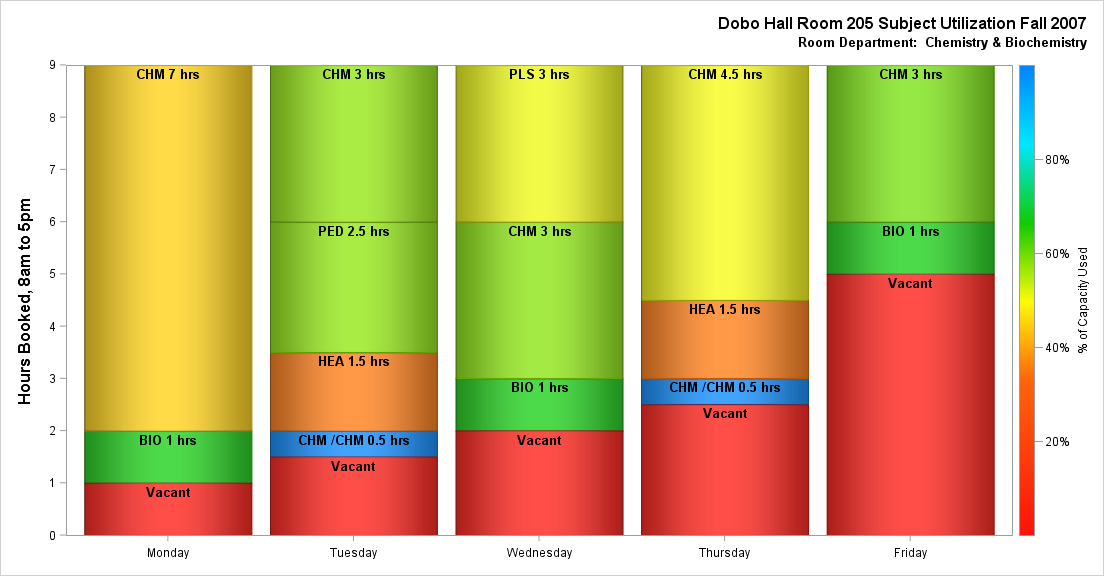 Dobo Hall Room 205 Subject Utilization Fall 2007
Room Department:  Chemistry & Biochemistry
Hours Booked, 8am to 5pm
9
8
7
6
5
4
3
2
1
0
CHM 7 hrs
BIO 1 hrs
Vacant
CHM 3 hrs
PED 2.5 hrs
HEA 1.5 hrs
CHM /CHM 0.5 hrs
Vacant
PLS 3 hrs
CHM 3 hrs
BIO 1 hrs
Vacant
CHM 4.5 hrs
HEA 1.5 hrs
CHM /CHM 0.5 hrs
Vacant
CHM 3 hrs
BIO 1 hrs
Vacant
Monday
Tuesday
Wednesday
Thursday
Friday
80%
60%
40%
20%
% of Capacity Used